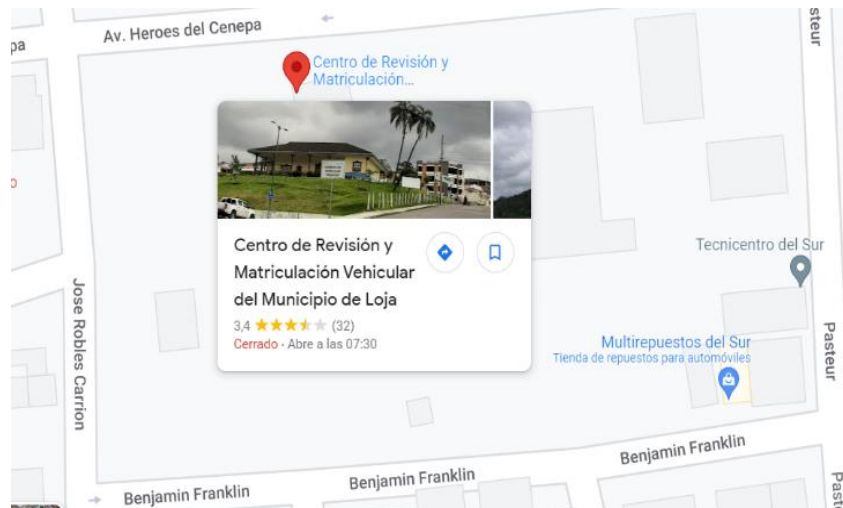 Av. Heroes del Cenepa
pa
steur
Centro de Revisión y
Matriculación...
Centro de Revisión y
Matriculación Vehicular
del Municipio de Loja
3,4 (32)
Cerrado - Abre a las 07:30
Tecnicentro del Sur
Jose Robles Carrion
Multirepuestos del Sur
Tienda de repuestos para automóviles
Pasteur
Benjamin Franklin
Benjamin Franklin
Benjamin Franklin
Paste
o